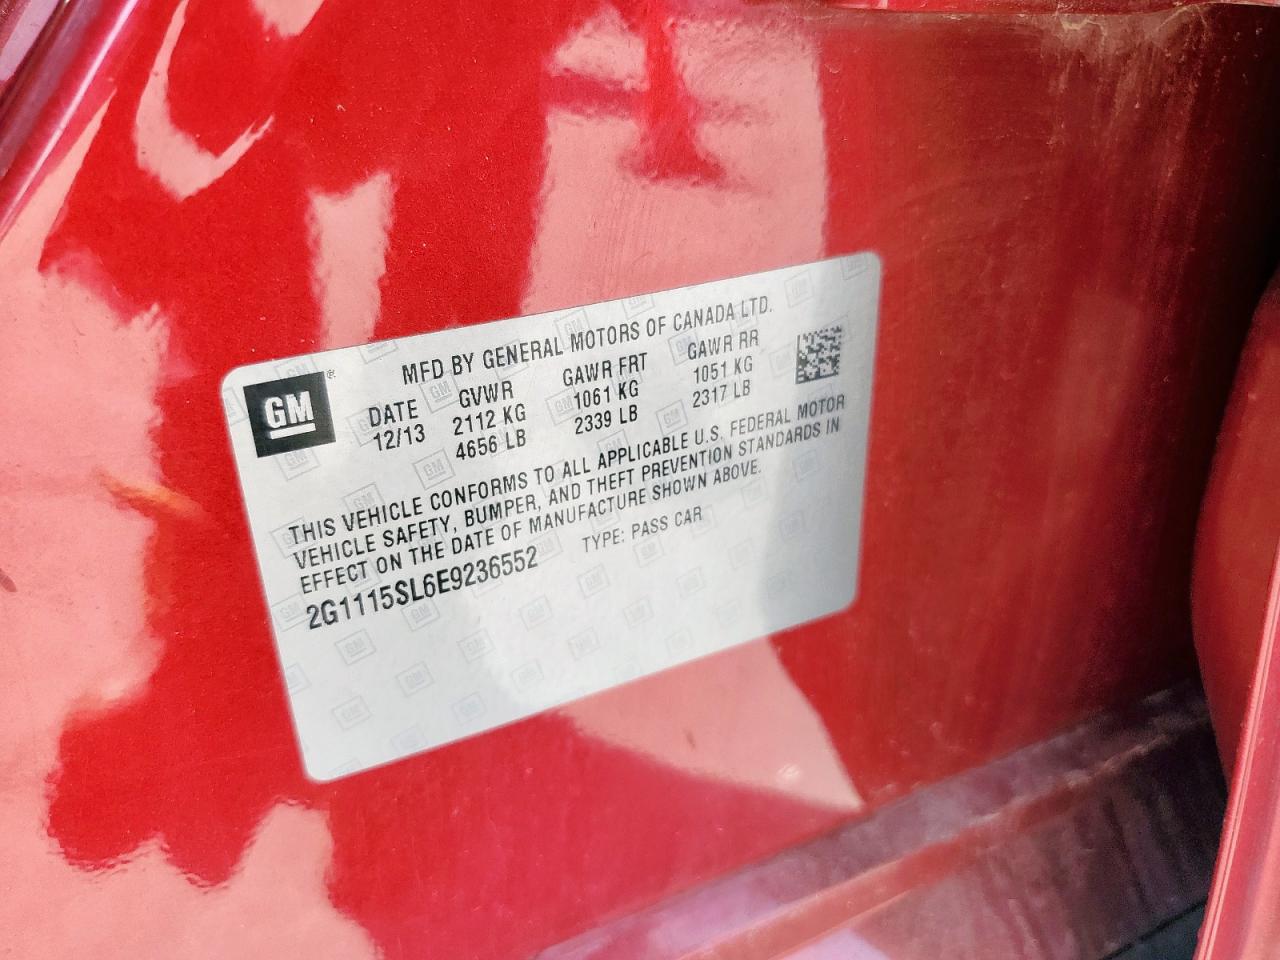 MFD BY GENERAL MOTORS OF CANADA LTD.
GM®
DATE GVWR GAWR FRT GAWR RR
12/13 2112 KG 1061 KG 1051 KG
4656 LB 2339 LB 2317 LB
THIS VEHICLE CONFORMS TO ALL APPLICABLE U.S. FEDERAL MOTOR
VEHICLE SAFETY, BUMPER, AND THEFT PREVENTION STANDARDS IN
EFFECT ON THE DATE OF MANUFACTURE SHOWN ABOVE.
2G1115SL6E9236552 TYPE: PASS CAR